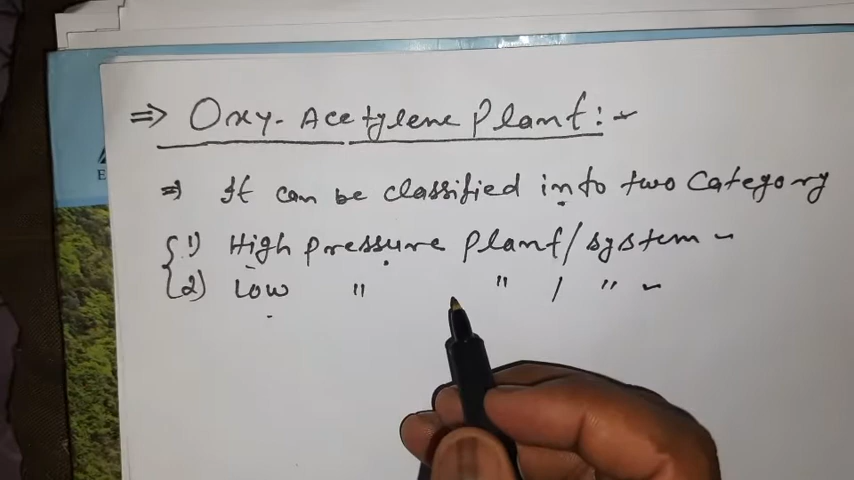 ⇒ Oxy-Acetylene Plant:-
⇒ It can be classified into two Category
1) High pressure plant/system -
2) Low " " / " -
E